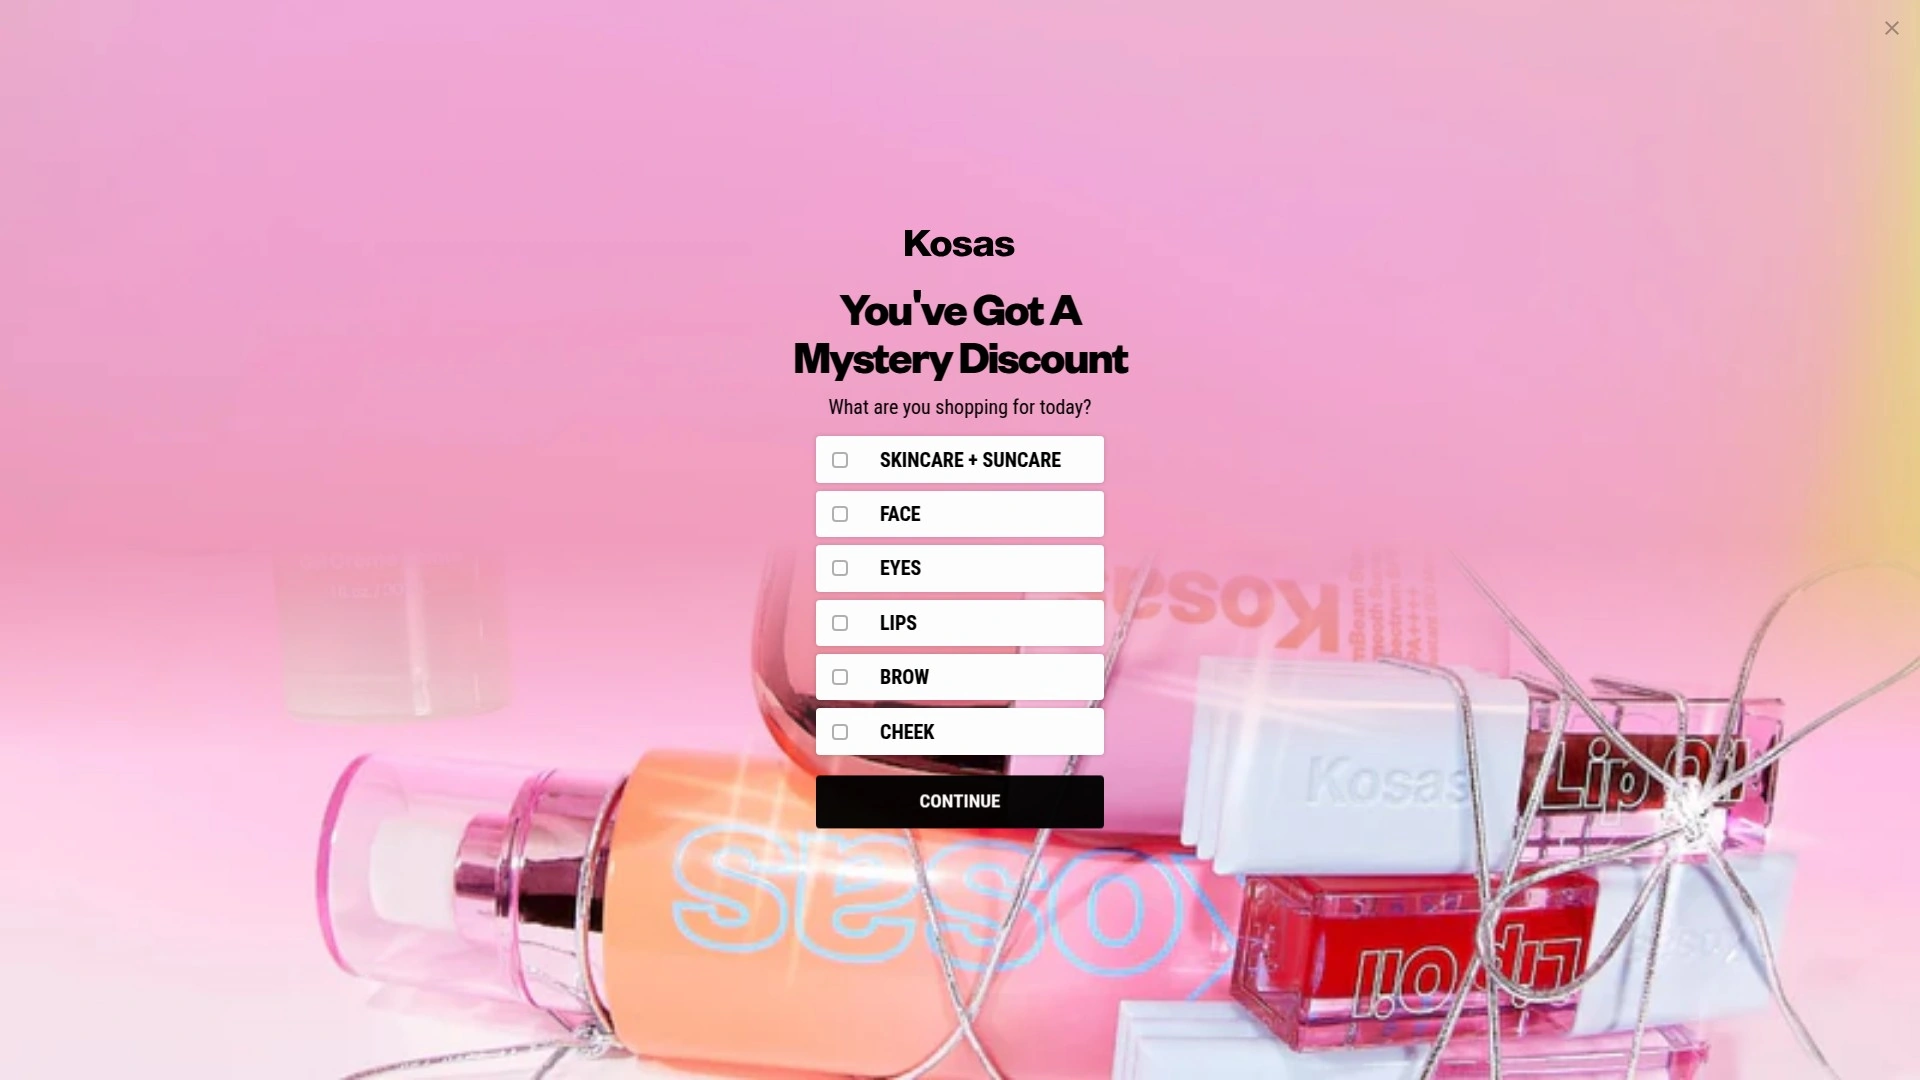 Kosas
You've Got A
Mystery Discount
What are you shopping for today?
SKINCARE + SUNCARE
FACE
EYES
LIPS
BROW
CHEEK
CONTINUE
Kosas
Kosas
Lip Oil
Kosas
Lip Oil